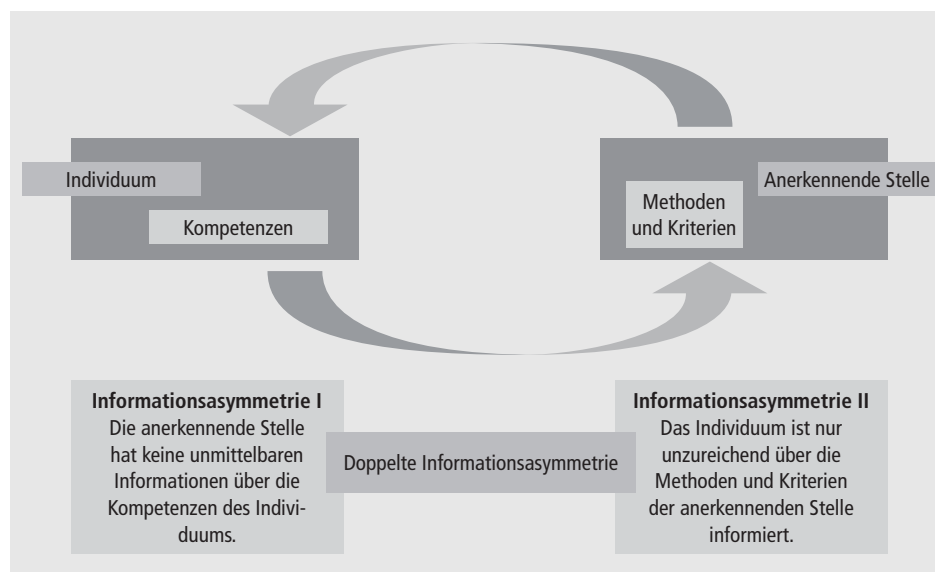 Individuum
Kompetenzen
Methoden
und Kriterien
Anerkennende Stelle
Informationsasymmetrie I
Die anerkennende Stelle
hat keine unmittelbaren
Informationen über die
Kompetenzen des Indivi-
duums.
Doppelte Informationsasymmetrie
Informationsasymmetrie II
Das Individuum ist nur
unzureichend über die
Methoden und Kriterien
der anerkennenden Stelle
informiert.